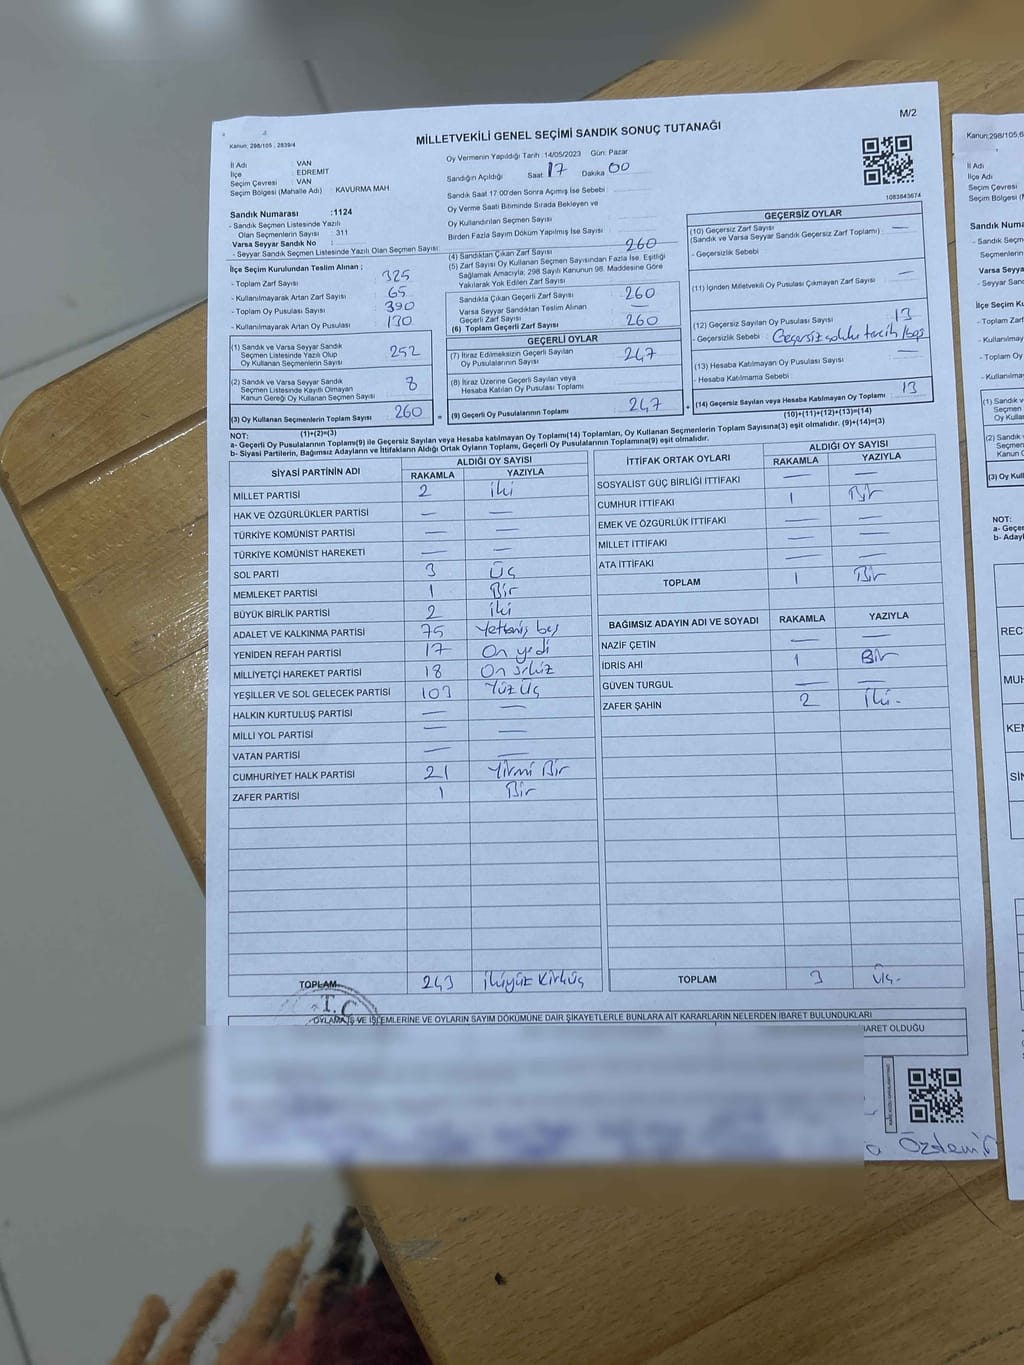 M/2
MİLLETVEKİLİ GENEL SEÇİMİ SANDIK SONUÇ TUTANAĞI
Kanun; 298/105 , 2839/4
İl Adı : VAN
İlçe : EDREMIT
Seçim Çevresi : VAN
Seçim Bölgesi (Mahalle Adı) : KAVURMA MAH
Sandık Numarası :1124
- Sandık Seçmen Listesinde Yazılı
Olan Seçmenlerin Sayısı : 311
Varsa Seyyar Sandık No :
- Seyyar Sandık Seçmen Listesinde Yazılı Olan Seçmen Sayısı:
İlçe Seçim Kurulundan Teslim Alınan ;
- Toplam Zarf Sayısı : 325
- Kullanılmayarak Artan Zarf Sayısı : 65
- Toplam Oy Pusulası Sayısı : 390
- Kullanılmayarak Artan Oy Pusulası : 130
(1) Sandık ve Varsa Seyyar Sandık
Seçmen Listesinde Yazılı Olup
Oy Kullanan Seçmenlerin Sayısı 252
(2) Sandık ve Varsa Seyyar Sandık
Seçmen Listesinde Kayıtlı Olmayan
Kanun Gereği Oy Kullanan Seçmen Sayısı 8
(3) Oy Kullanan Seçmenlerin Toplam Sayısı 260
(1)+(2)=(3)
Oy Vermenin Yapıldığı Tarih :14/05/2023 Gün: Pazar
Sandığın Açıldığı Saat 17 Dakika 00
Sandık Saat 17:00'den Sonra Açımış İse Sebebi :
Oy Verme Saati Bitiminde Sırada Bekleyen ve
Oy Kullandırılan Seçmen Sayısı
Birden Fazla Sayım Döküm Yapılmış İse Sayısı :
(4) Sandıktan Çıkan Zarf Sayısı 260
(5) Zarf Sayısı Oy Kullanan Seçmen Sayısından Fazla İse, Eşitliği
Sağlamak Amacıyla, 298 Sayılı Kanunun 98. Maddesine Göre
Yakılarak Yok Edilen Zarf Sayısı
Sandıkta Çıkan Geçerli Zarf Sayısı 260
Varsa Seyyar Sandıktan Teslim Alınan
Geçerli Zarf Sayısı —
(6) Toplam Geçerli Zarf Sayısı 260
GEÇERLİ OYLAR
(7) İtiraz Edilmeksizin Geçerli Sayılan
Oy Pusulalarının Sayısı 247
(8) İtiraz Üzerine Geçerli Sayılan veya
Hesaba Katılan Oy Pusulası Toplamı
= (9) Geçerli Oy Pusulalarının Toplamı 247
1083643674
GEÇERSİZ OYLAR
(10) Geçersiz Zarf Sayısı
(Sandık ve Varsa Seyyar Sandık Geçersiz Zarf Toplamı) : —
- Geçersizlik Sebebi
(11) İçinden Milletvekili Oy Pusulası Çıkmayan Zarf Sayısı : —
(12) Geçersiz Sayılan Oy Pusulası Sayısı : 13
- Geçersizlik Sebebi : Geçersiz
(13) Hesaba Katılmayan Oy Pusulası Sayısı : —
- Hesaba Katılmama Sebebi :
+ (14) Geçersiz Sayılan veya Hesaba Katılmayan Oy Toplamı : 13
(10)+(11)+(12)+(13)=(14)
NOT:
a- Geçerli Oy Pusulalarının Toplamı(9) ile Geçersiz Sayılan veya Hesaba katılmayan Oy Toplamı(14) Toplamları, Oy Kullanan Seçmenlerin Toplam Sayısına(3) eşit olmalıdır. (9)+(14)=(3)
b- Siyasi Partilerin, Bağımsız Adayların ve İttifakların Aldığı Ortak Oyların Toplamı, Geçerli Oy Pusulalarının Toplamına(9) eşit olmalıdır.
SİYASİ PARTİNİN ADI ALDIĞI OY SAYISI
RAKAMLA YAZIYLA
MİLLET PARTİSİ 2 iki
HAK VE ÖZGÜRLÜKLER PARTİSİ — —
TÜRKİYE KOMÜNİST PARTİSİ — —
TÜRKİYE KOMÜNİST HAREKETİ — —
SOL PARTİ 3 Üç
MEMLEKET PARTİSİ 1 Bir
BÜYÜK BİRLİK PARTİSİ 2 iki
ADALET VE KALKINMA PARTİSİ 75 Yetmiş beş
YENİDEN REFAH PARTİSİ 17 On yedi
MİLLİYETÇİ HAREKET PARTİSİ 18 On sekiz
YEŞİLLER VE SOL GELECEK PARTİSİ 103 Yüz Üç
HALKIN KURTULUŞ PARTİSİ — —
MİLLİ YOL PARTİSİ — —
VATAN PARTİSİ — —
CUMHURİYET HALK PARTİSİ 21 Yirmi Bir
ZAFER PARTİSİ 1 Bir
TOPLAM 243 ikiyüz Kırküç
İTTİFAK ORTAK OYLARI ALDIĞI OY SAYISI
RAKAMLA YAZIYLA
SOSYALİST GÜÇ BİRLİĞİ İTTİFAKI — —
CUMHUR İTTİFAKI 1 Bir
EMEK VE ÖZGÜRLÜK İTTİFAKI — —
MİLLET İTTİFAKI — —
ATA İTTİFAKI — —
TOPLAM 1 Bir
BAĞIMSIZ ADAYIN ADI VE SOYADI RAKAMLA YAZIYLA
NAZİF ÇETİN — —
İDRİS AHİ 1 Bir
GÜVEN TURGUL — —
ZAFER ŞAHİN 2 iki-
TOPLAM 3 Üç-
T.C
OYLAMA İŞ VE İŞLEMLERİNE VE OYLARIN SAYIM DÖKÜMÜNE DAİR ŞİKAYETLERLE BUNLARA AİT KARARLARIN NELERDEN İBARET BULUNDUKLARI
BARET OLDUĞU
Özdemir
Kanun;298/105,6
İl Adı
İlçe Adı
Seçim Çevresi
Seçim Bölgesi (M
Sandık Numa
- Sandık Seçm
Seçmenlerin
Varsa Seyya
- Seyyar Sandı
İlçe Seçim Ku
- Toplam Zar
- Kullanılmay
- Toplam Oy
- Kullanılmaya
(1) Sandık v
Seçmen
Oy Kulla
(2) Sandık
Seçmen
Kanun G
(3) Oy Kull
NOT:
a- Geçer
b- Adayl
REC
MUH
KEN
SİN